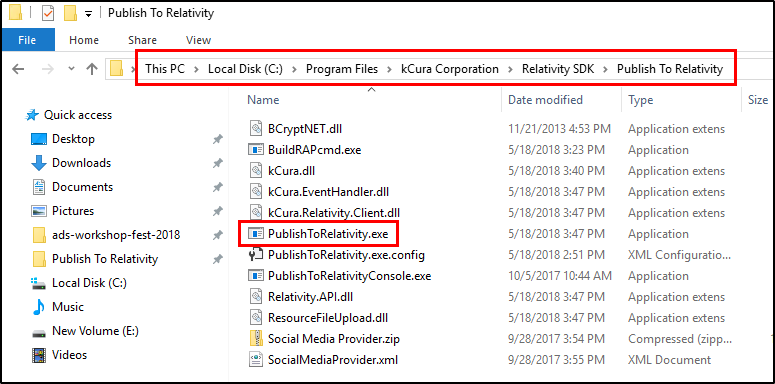 Publish To Relativity
File Home Share View
This PC Local Disk (C:) Program Files kCura Corporation Relativity SDK Publish To Relativity
Name Date modified Type Size
Quick access
Desktop
Downloads
Documents
Pictures
ads-workshop-fest-2018
Publish To Relativity
Local Disk (C:)
Music
New Volume (E:)
Videos
BCryptNET.dll 11/21/2013 4:53 PM Application extens
BuildRAPcmd.exe 5/18/2018 3:23 PM Application
kCura.dll 5/18/2018 3:40 PM Application extens
kCura.EventHandler.dll 5/18/2018 3:47 PM Application extens
kCura.Relativity.Client.dll 5/18/2018 3:47 PM Application extens
PublishToRelativity.exe 5/18/2018 3:47 PM Application
PublishToRelativity.exe.config 5/18/2018 2:51 PM XML Configuratio...
PublishToRelativityConsole.exe 10/5/2017 10:44 AM Application
Relativity.API.dll 5/18/2018 3:47 PM Application extens
ResourceFileUpload.dll 5/18/2018 3:47 PM Application extens
Social Media Provider.zip 9/28/2017 3:54 PM Compressed (zipp...
SocialMediaProvider.xml 9/28/2017 3:55 PM XML Document